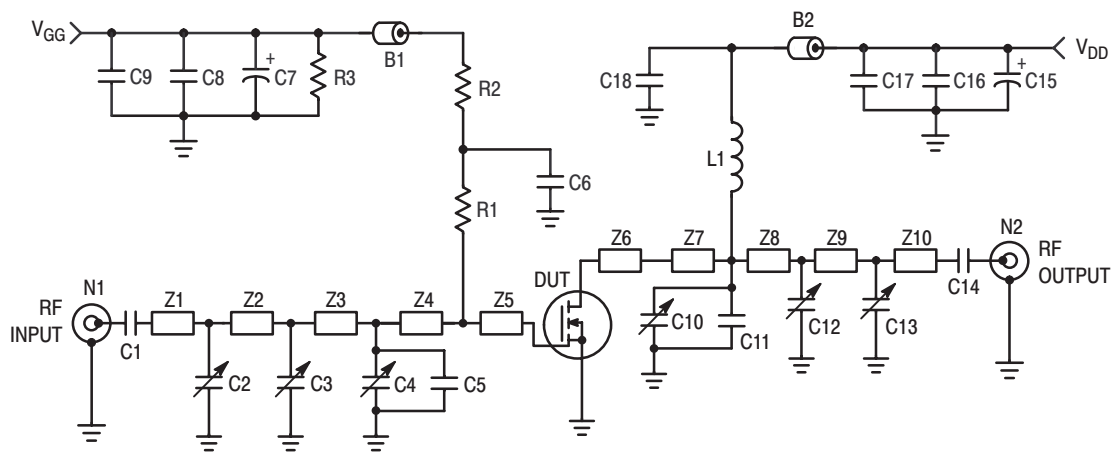 V_GG
C9
C8
+
C7
R3
B1
R2
C6
R1
B2
V_DD
C18
C17
C16
+
C15
L1
N1
RF
INPUT
C1
Z1
Z2
Z3
Z4
Z5
C2
C3
C4
C5
DUT
Z6
Z7
Z8
Z9
Z10
C10
C11
C12
C13
C14
N2
RF
OUTPUT